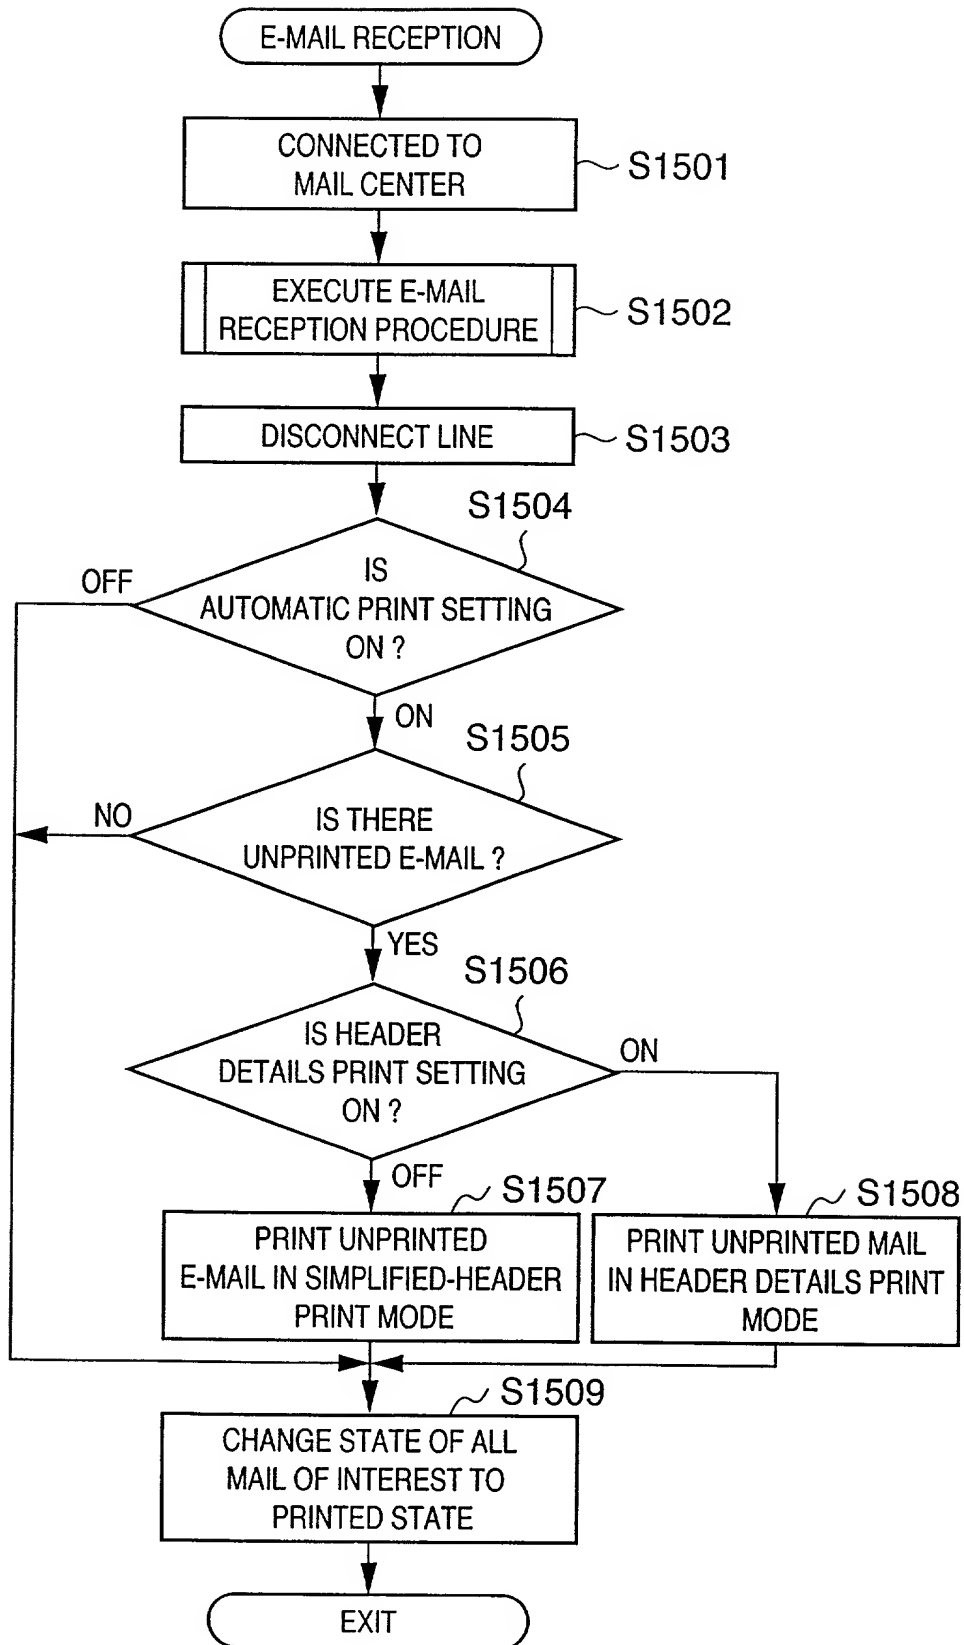 E-MAIL RECEPTION
CONNECTED TO
MAIL CENTER
S1501
EXECUTE E-MAIL
RECEPTION PROCEDURE
S1502
DISCONNECT LINE
S1503
S1504
OFF
IS
AUTOMATIC PRINT SETTING
ON ?
ON
S1505
NO
IS THERE
UNPRINTED E-MAIL ?
YES
S1506
IS HEADER
DETAILS PRINT SETTING
ON ?
ON
OFF
S1507
PRINT UNPRINTED
E-MAIL IN SIMPLIFIED-HEADER
PRINT MODE
S1508
PRINT UNPRINTED MAIL
IN HEADER DETAILS PRINT
MODE
S1509
CHANGE STATE OF ALL
MAIL OF INTEREST TO
PRINTED STATE
EXIT